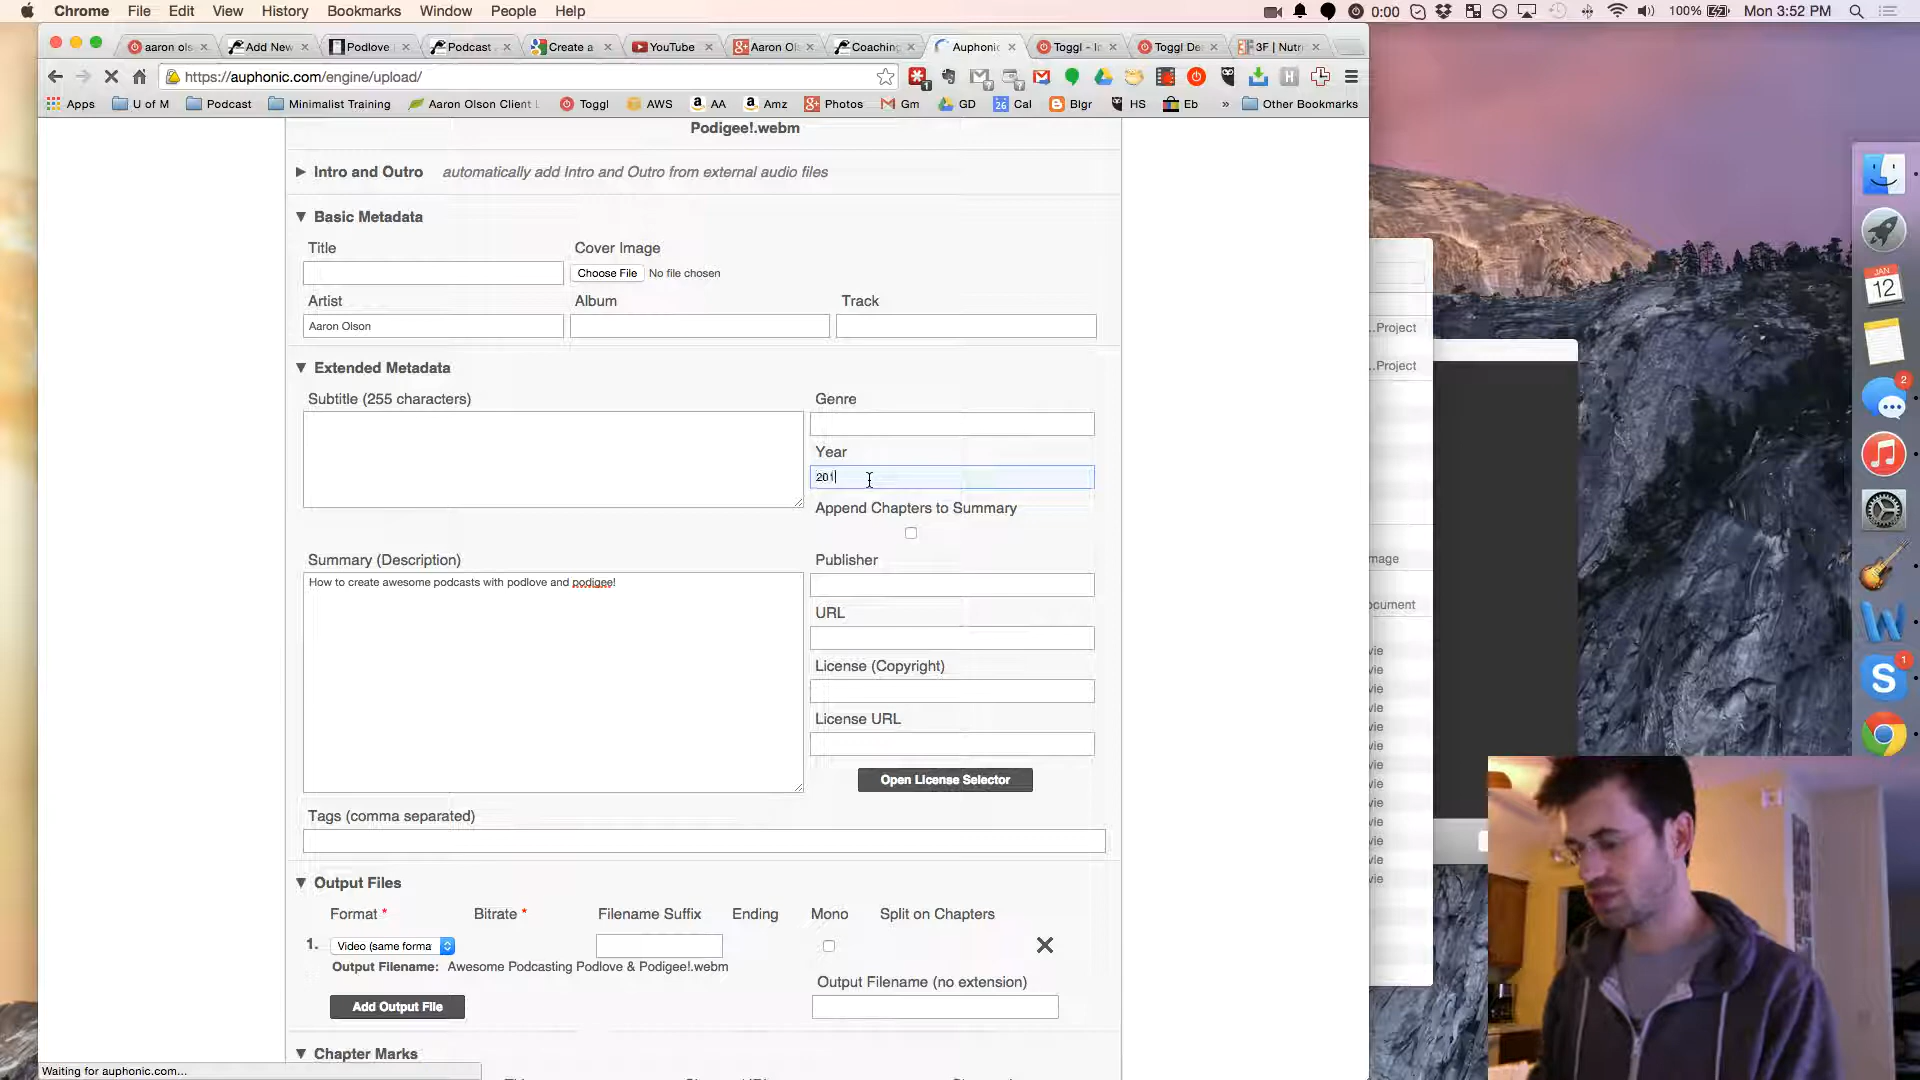 Chrome File Edit View History Bookmarks Window People Help 0:00 100% Mon 3:52 PM
aaron ols Add New Podlove Podcast Create a YouTube Aaron Ol Coaching Auphonic Toggl - I Toggl De 3F | Nutr
https://auphonic.com/engine/upload/
Apps U of M Podcast Minimalist Training Aaron Olson Client Toggl AWS AA Amz Photos Gm GD Cal Blgr HS Eb » Other Bookmarks
Podigee!.webm
Intro and Outro automatically add Intro and Outro from external audio files
Basic Metadata
Title Cover Image
Choose File No file chosen
Artist Album Track
Aaron Olson
Extended Metadata
Subtitle (255 characters) Genre
Year
201
Append Chapters to Summary
Summary (Description) Publisher
How to create awesome podcasts with podlove and podigee!
URL
License (Copyright)
License URL
Open License Selector
Tags (comma separated)
Output Files
Format * Bitrate * Filename Suffix Ending Mono Split on Chapters
1. Video (same forma
Output Filename: Awesome Podcasting Podlove & Podigee!.webm
Output Filename (no extension)
Add Output File
Chapter Marks
Waiting for auphonic.com...
...Project
...Project
JAN
12
2
1